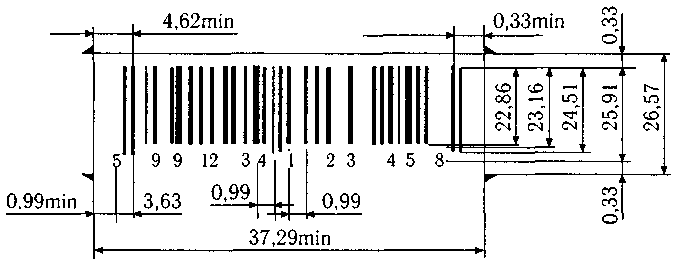 4,62min
0,33min
0,33
22,86
23,16
24,51
25,91
26,57
5 9 9 12 3 4 1 2 3 4 5 8
0,99min
3,63
0,99
0,99
0,33
37,29min